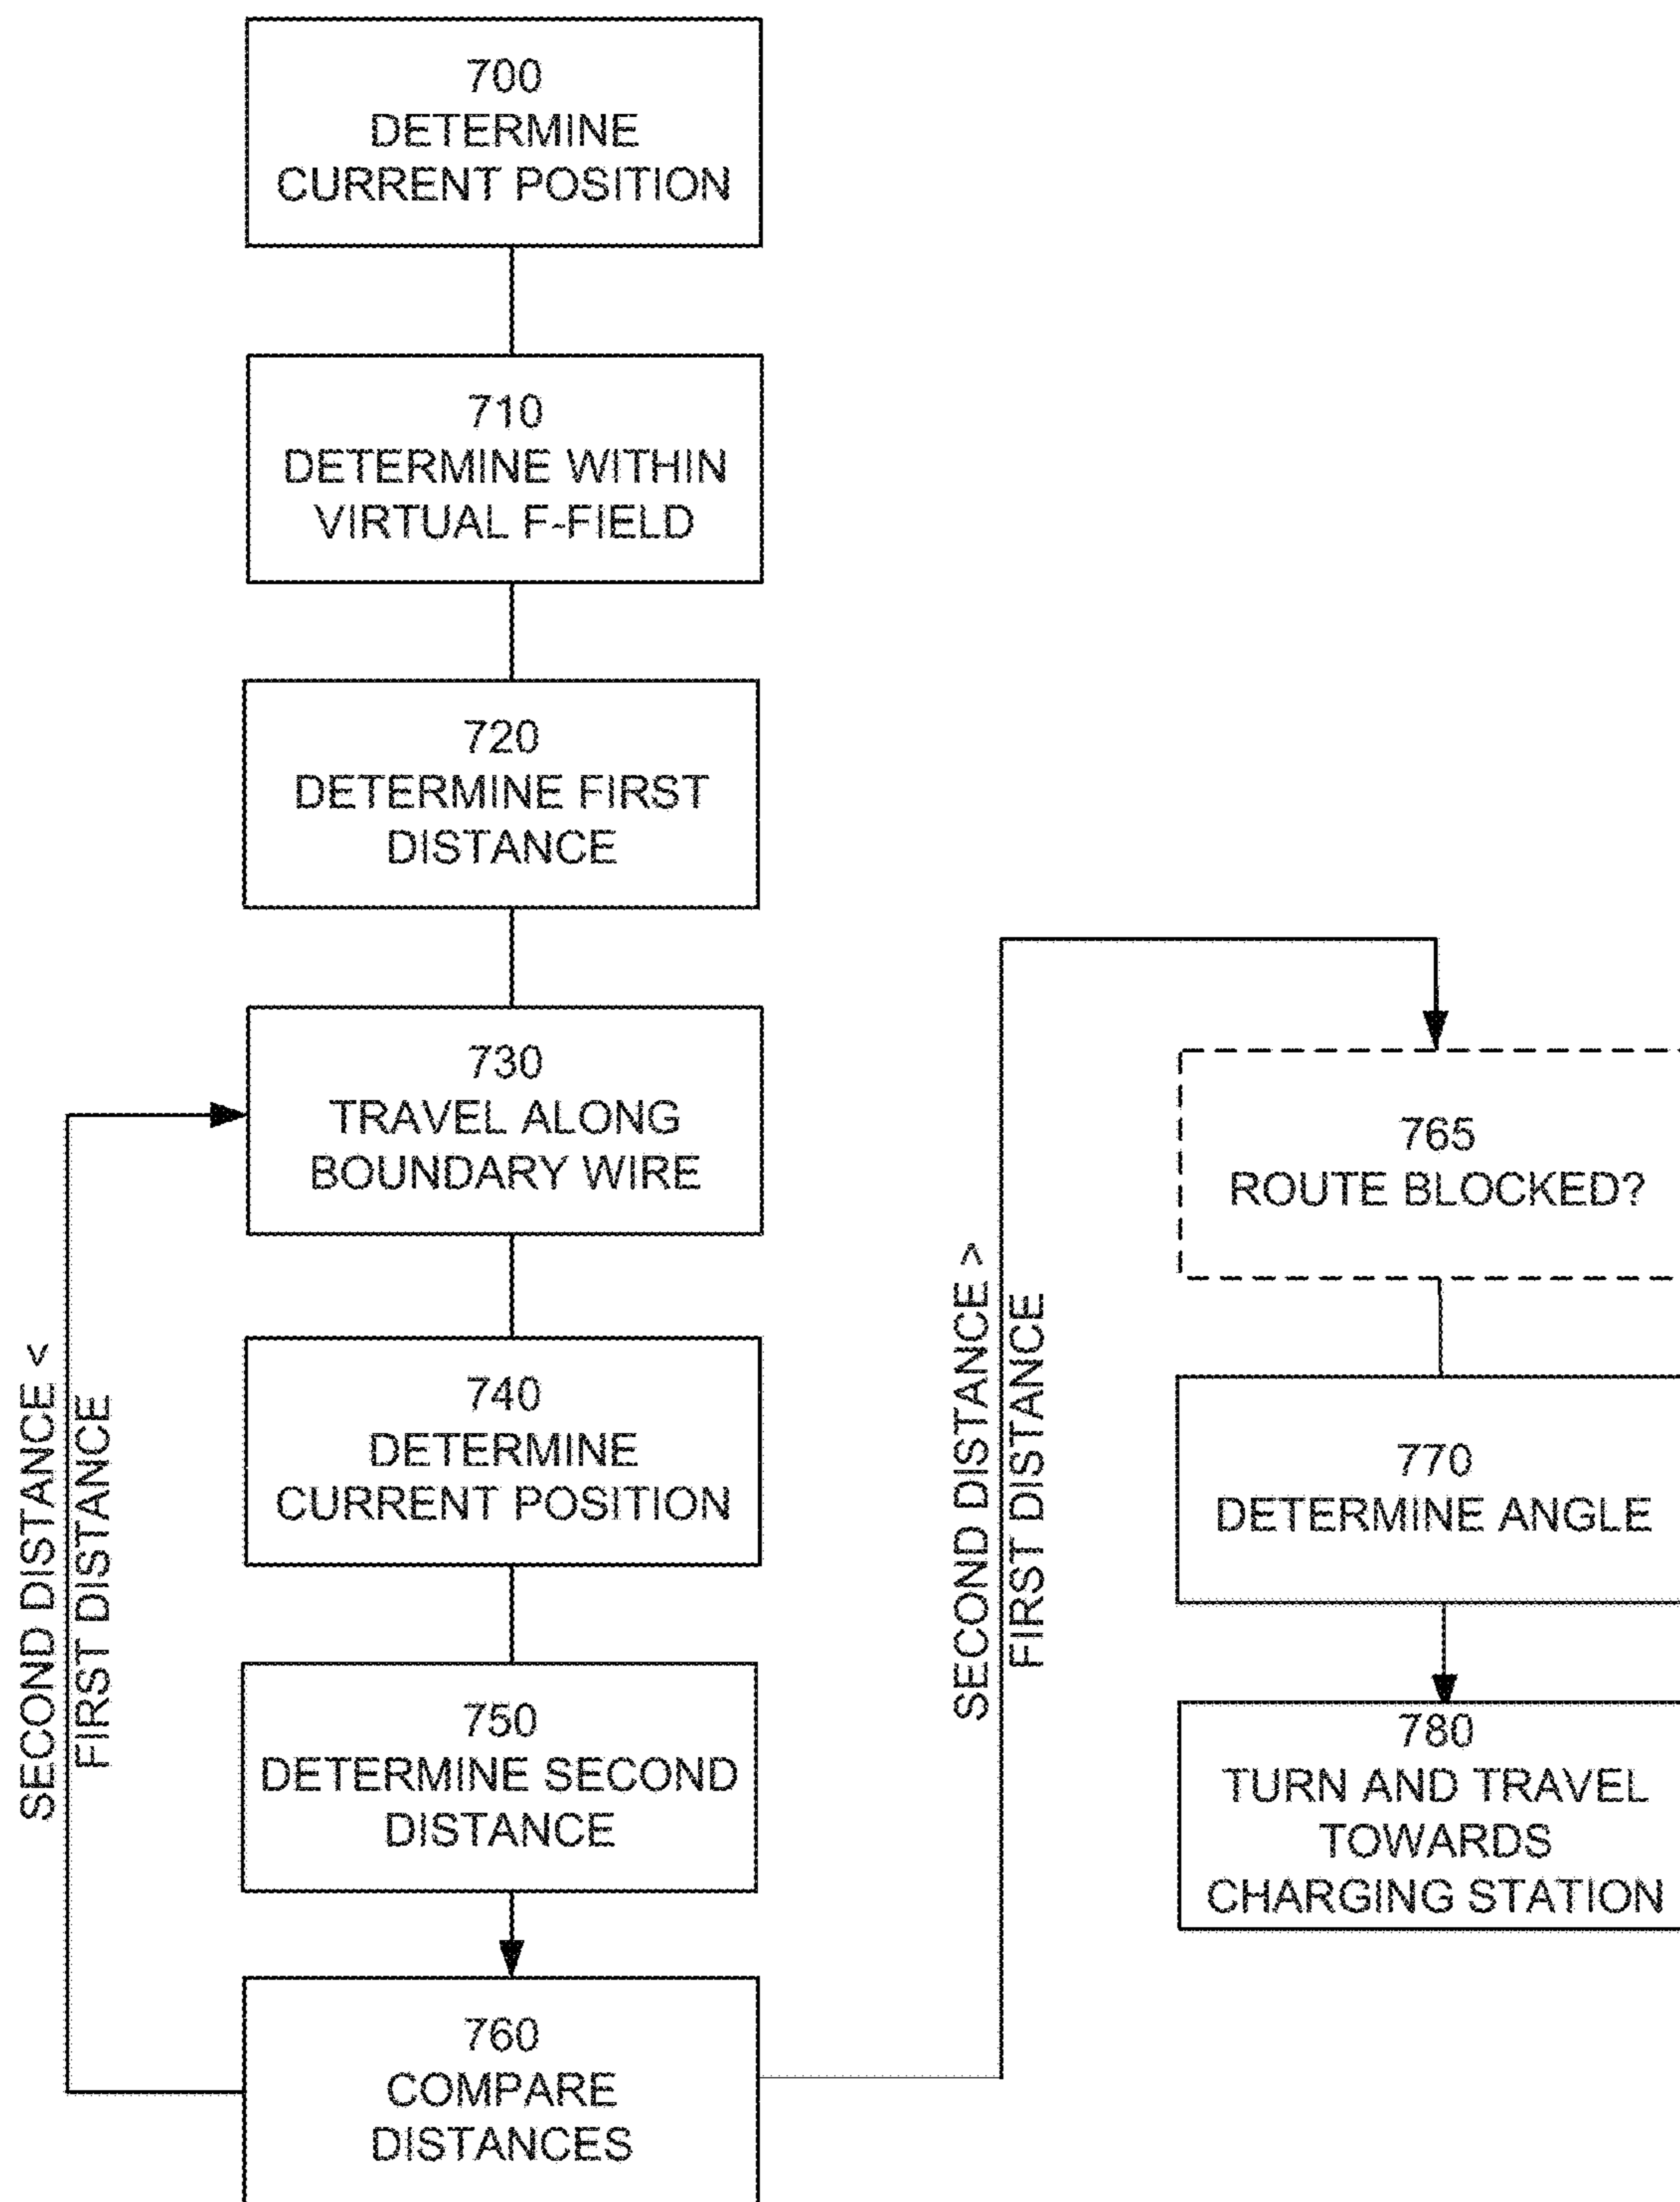 700
DETERMINE
CURRENT POSITION
710
DETERMINE WITHIN
VIRTUAL F-FIELD
720
DETERMINE FIRST
DISTANCE
730
TRAVEL ALONG
BOUNDARY WIRE
740
DETERMINE
CURRENT POSITION
750
DETERMINE SECOND
DISTANCE
760
COMPARE
DISTANCES
SECOND DISTANCE <
FIRST DISTANCE
SECOND DISTANCE >
FIRST DISTANCE
765
ROUTE BLOCKED?
770
DETERMINE ANGLE
780
TURN AND TRAVEL
TOWARDS
CHARGING STATION